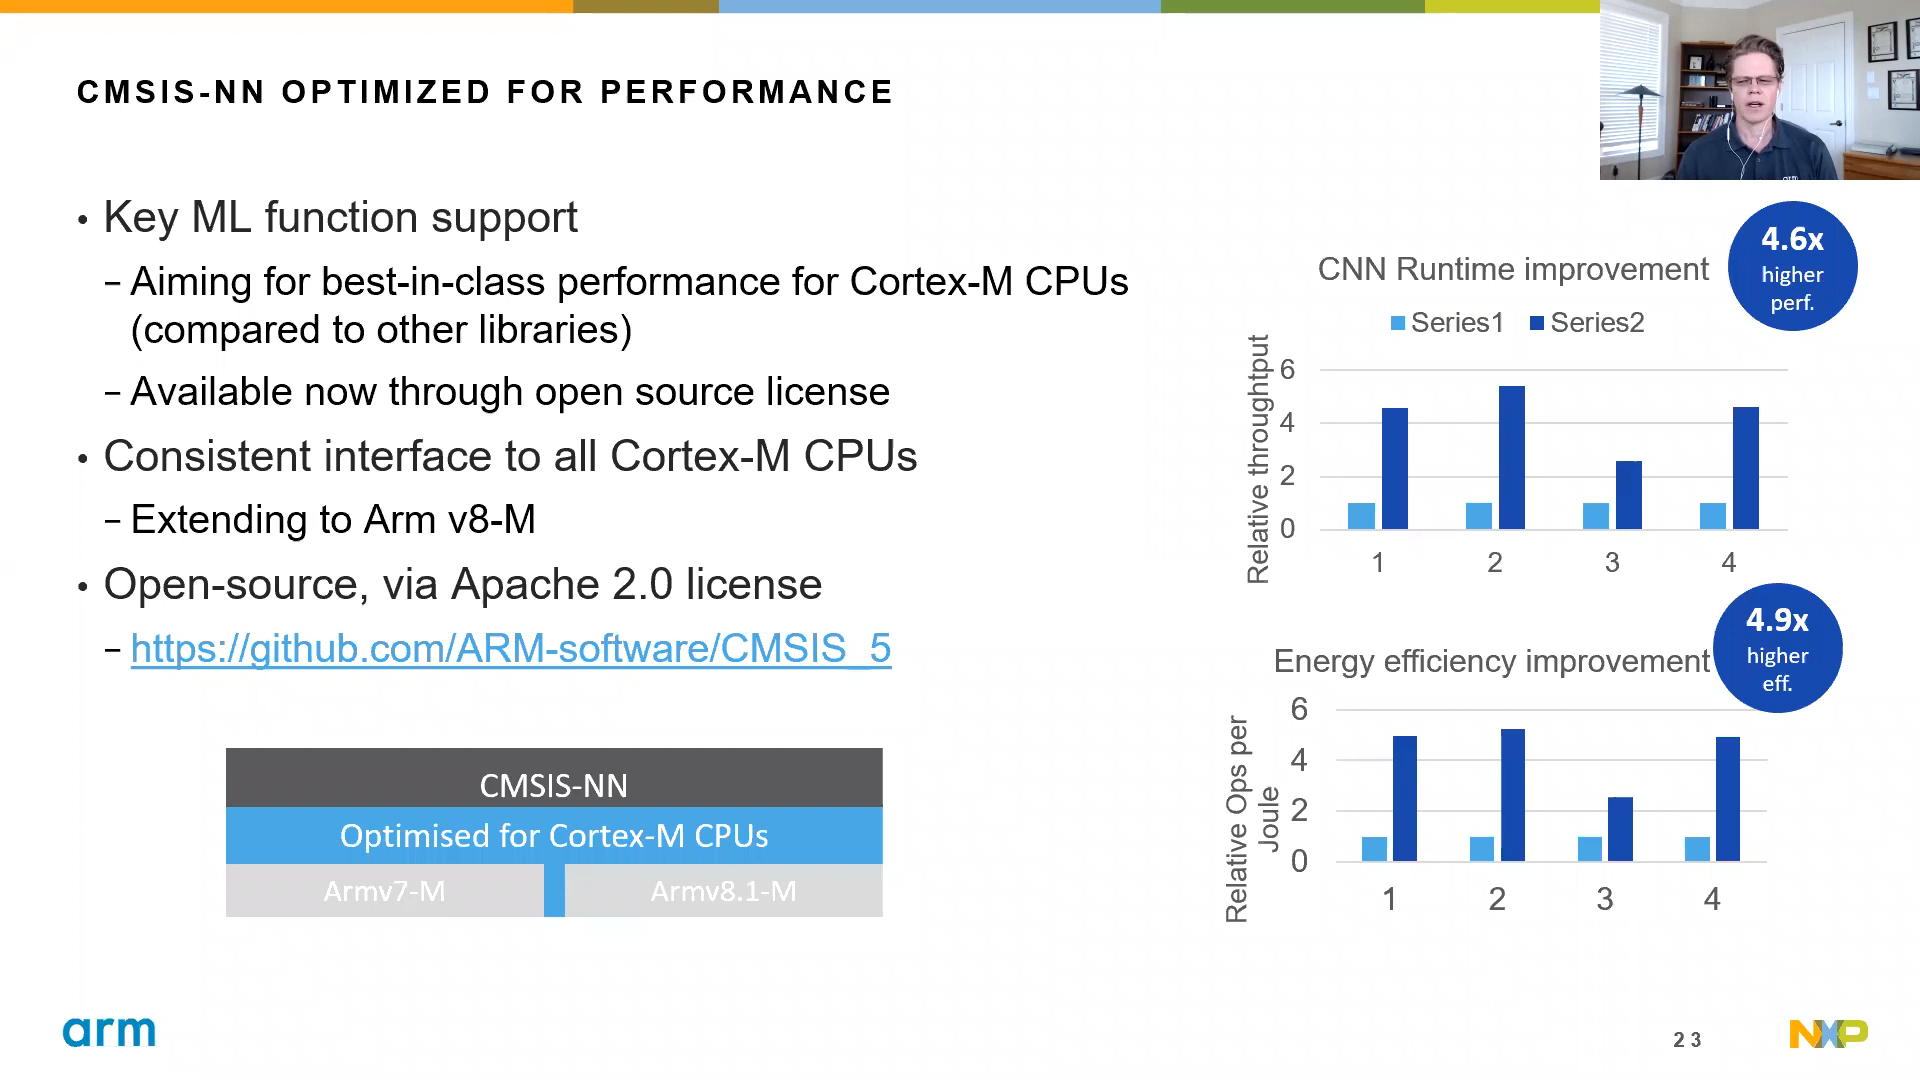 CMSIS-NN OPTIMIZED FOR PERFORMANCE
• Key ML function support
– Aiming for best-in-class performance for Cortex-M CPUs
(compared to other libraries)
– Available now through open source license
• Consistent interface to all Cortex-M CPUs
– Extending to Arm v8-M
• Open-source, via Apache 2.0 license
– https://github.com/ARM-software/CMSIS_5
CMSIS-NN
Optimised for Cortex-M CPUs
Armv7-M
Armv8.1-M
4.6x
higher
perf.
CNN Runtime improvement
Series1 Series2
Relative throughtput
6
4
2
0
1 2 3 4
4.9x
higher
eff.
Energy efficiency improvement
Relative Ops per
Joule
6
4
2
0
1 2 3 4
arm
23
NXP
arm